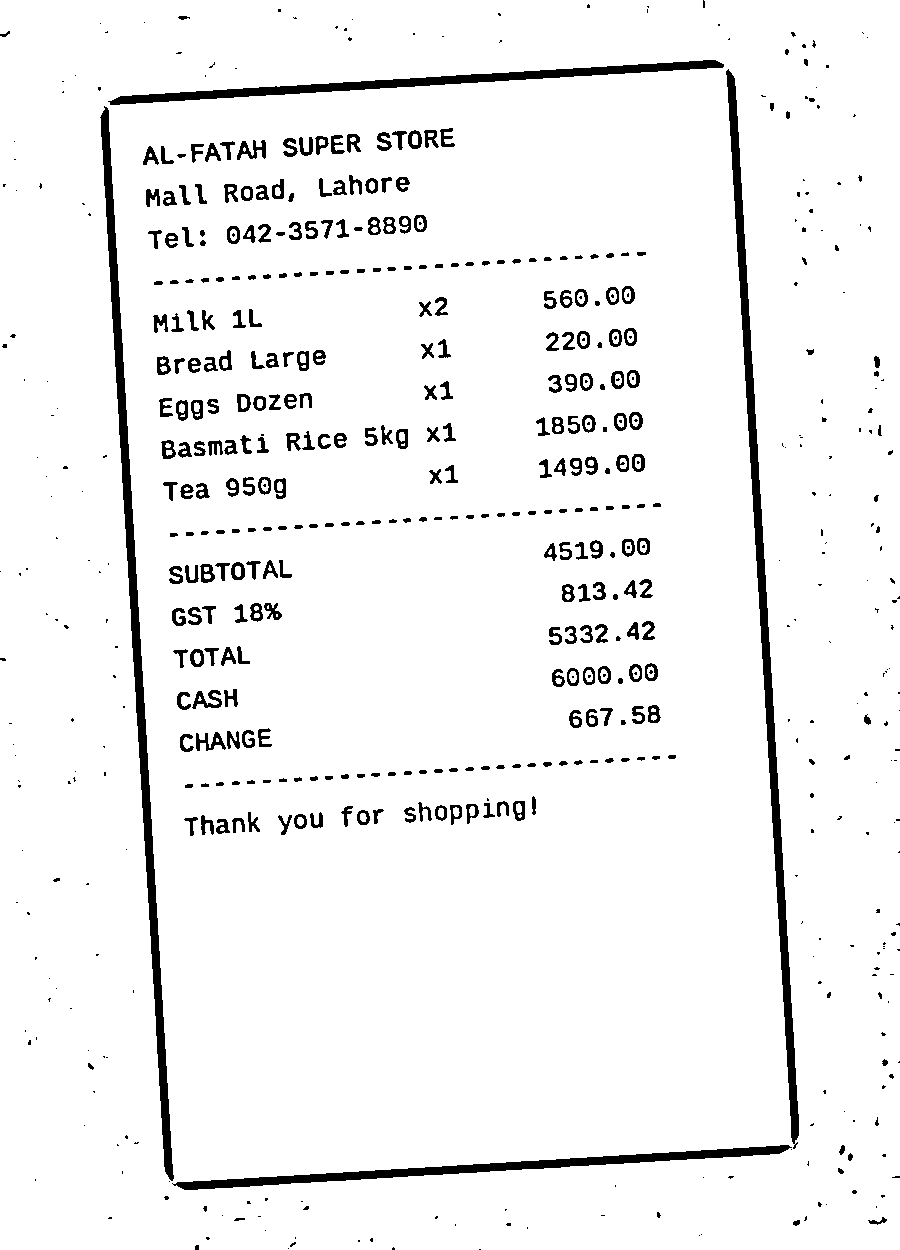 AL-FATAH SUPER STORE
Mall Road, Lahore
Tel: 042-3571-8890
--------------------------------
Milk 1L x2 560.00
Bread Large x1 220.00
Eggs Dozen x1 390.00
Basmati Rice 5kg x1 1850.00
Tea 950g x1 1499.00
--------------------------------
SUBTOTAL 4519.00
GST 18% 813.42
TOTAL 5332.42
CASH 6000.00
CHANGE 667.58
--------------------------------
Thank you for shopping!